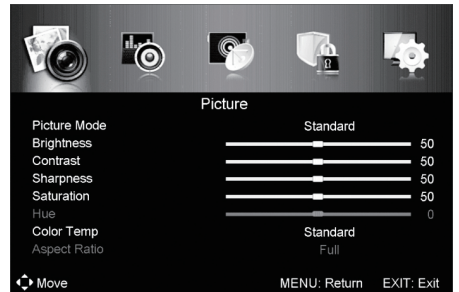 Picture
Picture Mode Standard
Brightness 50
Contrast 50
Sharpness 50
Saturation 50
Hue 0
Color Temp Standard
Aspect Ratio Full
Move MENU: Return EXIT: Exit